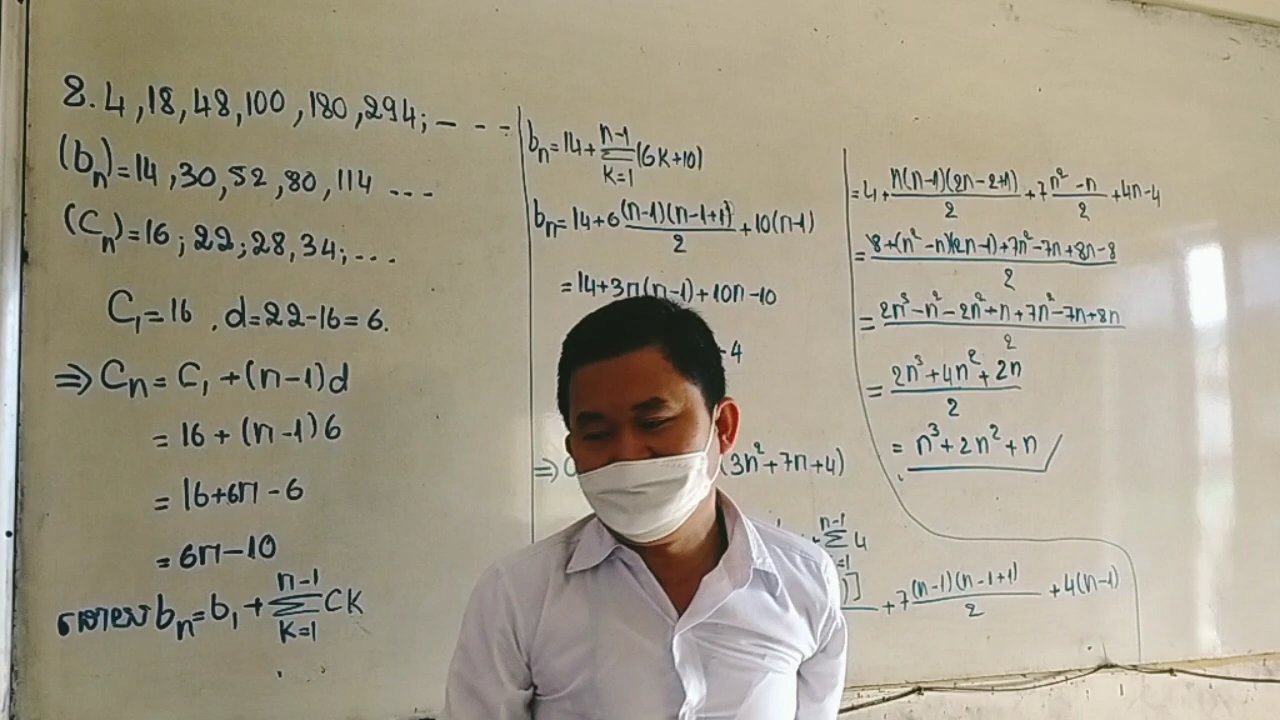 8. 4 , 18 , 48 , 100 , 180 , 294 ; - - - -
(bₙ) = 14 , 30 , 52 , 80 , 114 ...
(Cₙ) = 16 ; 22 ; 28 , 34 ; ...
C₁ = 16 , d = 22 - 16 = 6.
⇒ Cₙ = C₁ + (n-1)d
= 16 + (n-1)6
= 16 + 6n - 6
= 6n - 10
bₙ = b₁ + Σ_{K=1}^{n-1} CK
bₙ = 14 + Σ_{K=1}^{n-1} (6K+10)
bₙ = 14 + 6 (n-1)(n-1+1)/2 + 10(n-1)
= 14 + 3n(n-1) + 10n - 10
- 4
⇒ (3n² + 7n + 4)
Σ^{n-1} 4
+ 7 (n-1)(n-1+1)/2 + 4(n-1)
= 4 + n(n-1)(2n-2+1)/2 + 7 n²-n/2 + 4n-4
= 8+(n²-n)(2n-1)+7n²-7n+8n-8/2
= 2n³-n²-2n²+n+7n²-7n+8n/2
= 2n³+4n²+2n/2
= n³+2n²+n